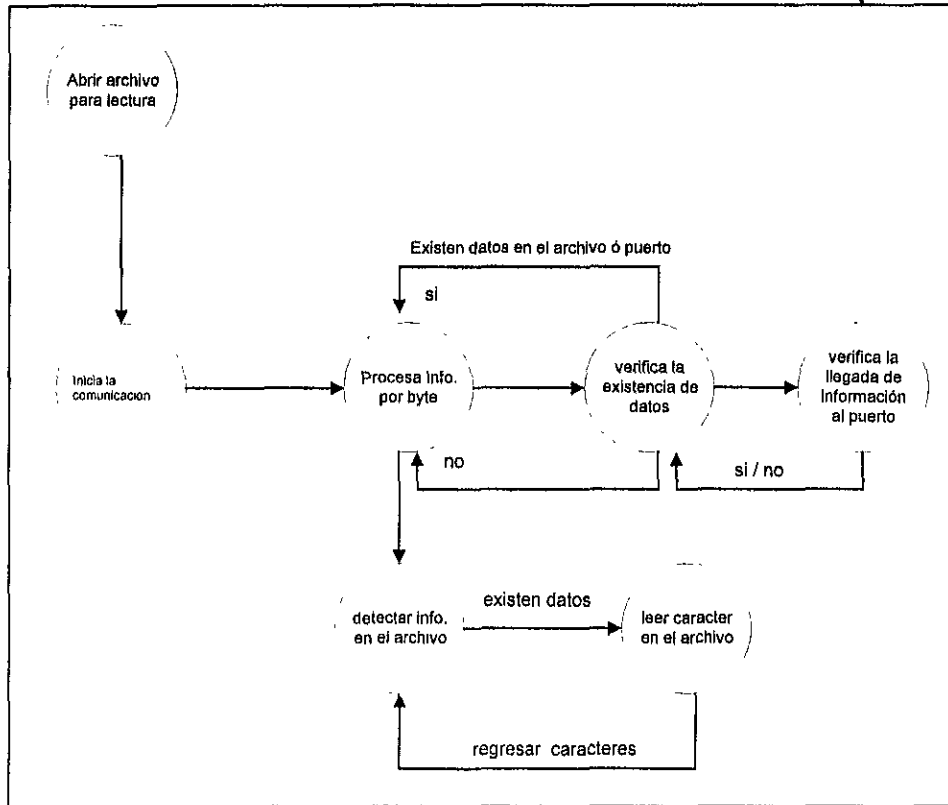 Abrir archivo
para lectura
Existen datos en el archivo ó puerto
si
Inicia la
comunicación
Procesa info.
por byte
verifica la
existencia de
datos
verifica la
llegada de
información
al puerto
no
si / no
detectar info.
en el archivo
existen datos
leer caracter
en el archivo
regresar caracteres